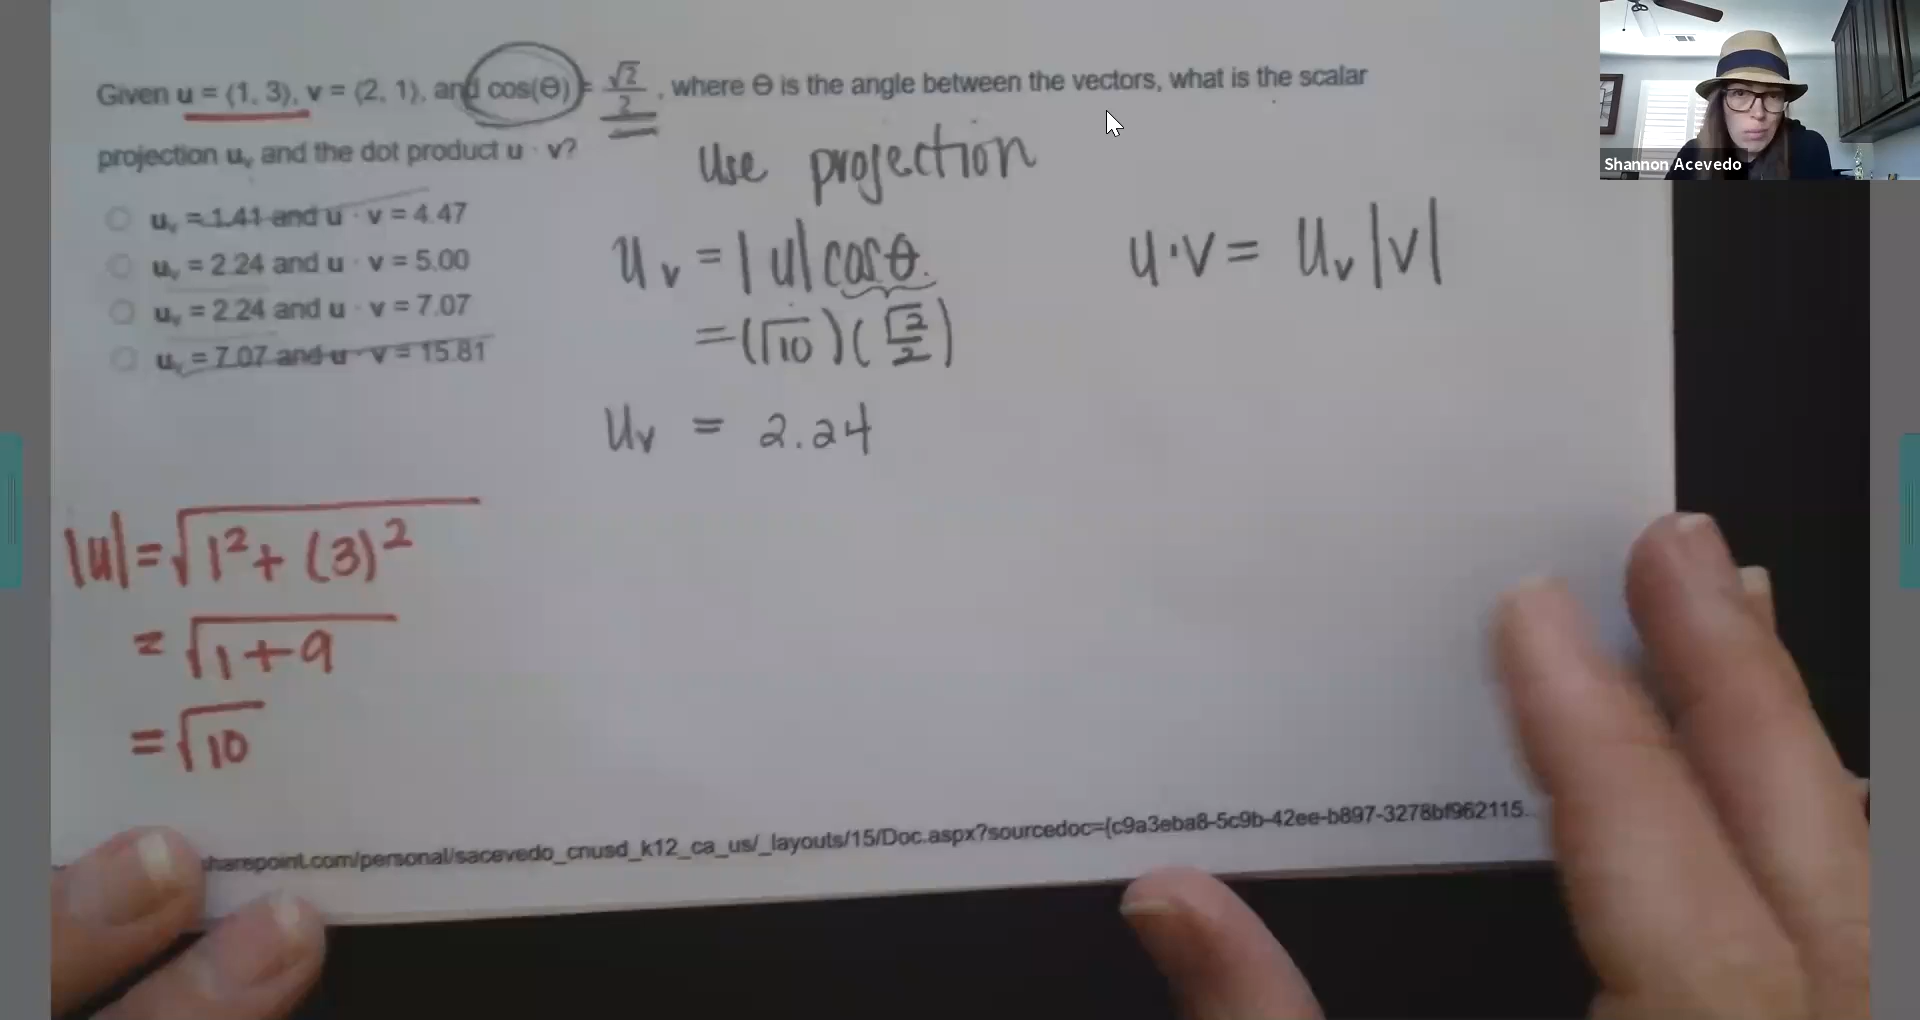 Given u = ⟨1, 3⟩, v = ⟨2, 1⟩, and cos(Θ) = √2/2, where Θ is the angle between the vectors, what is the scalar
projection uᵥ and the dot product u · v?
uᵥ = 1.41 and u · v = 4.47
uᵥ = 2.24 and u · v = 5.00
uᵥ = 2.24 and u · v = 7.07
uᵥ = 7.07 and u · v = 15.81
use projection
uᵥ = |u| cosθ.
= (√10)(√2/2)
uᵥ = 2.24
u·v = uᵥ|v|
|u| = √1² + (3)²
= √1+9
= √10
sharepoint.com/personal/sacevedo_cnusd_k12_ca_us/_layouts/15/Doc.aspx?sourcedoc={c9a3eba8-5c9b-42ee-b897-3278bf962115...
Shannon Acevedo